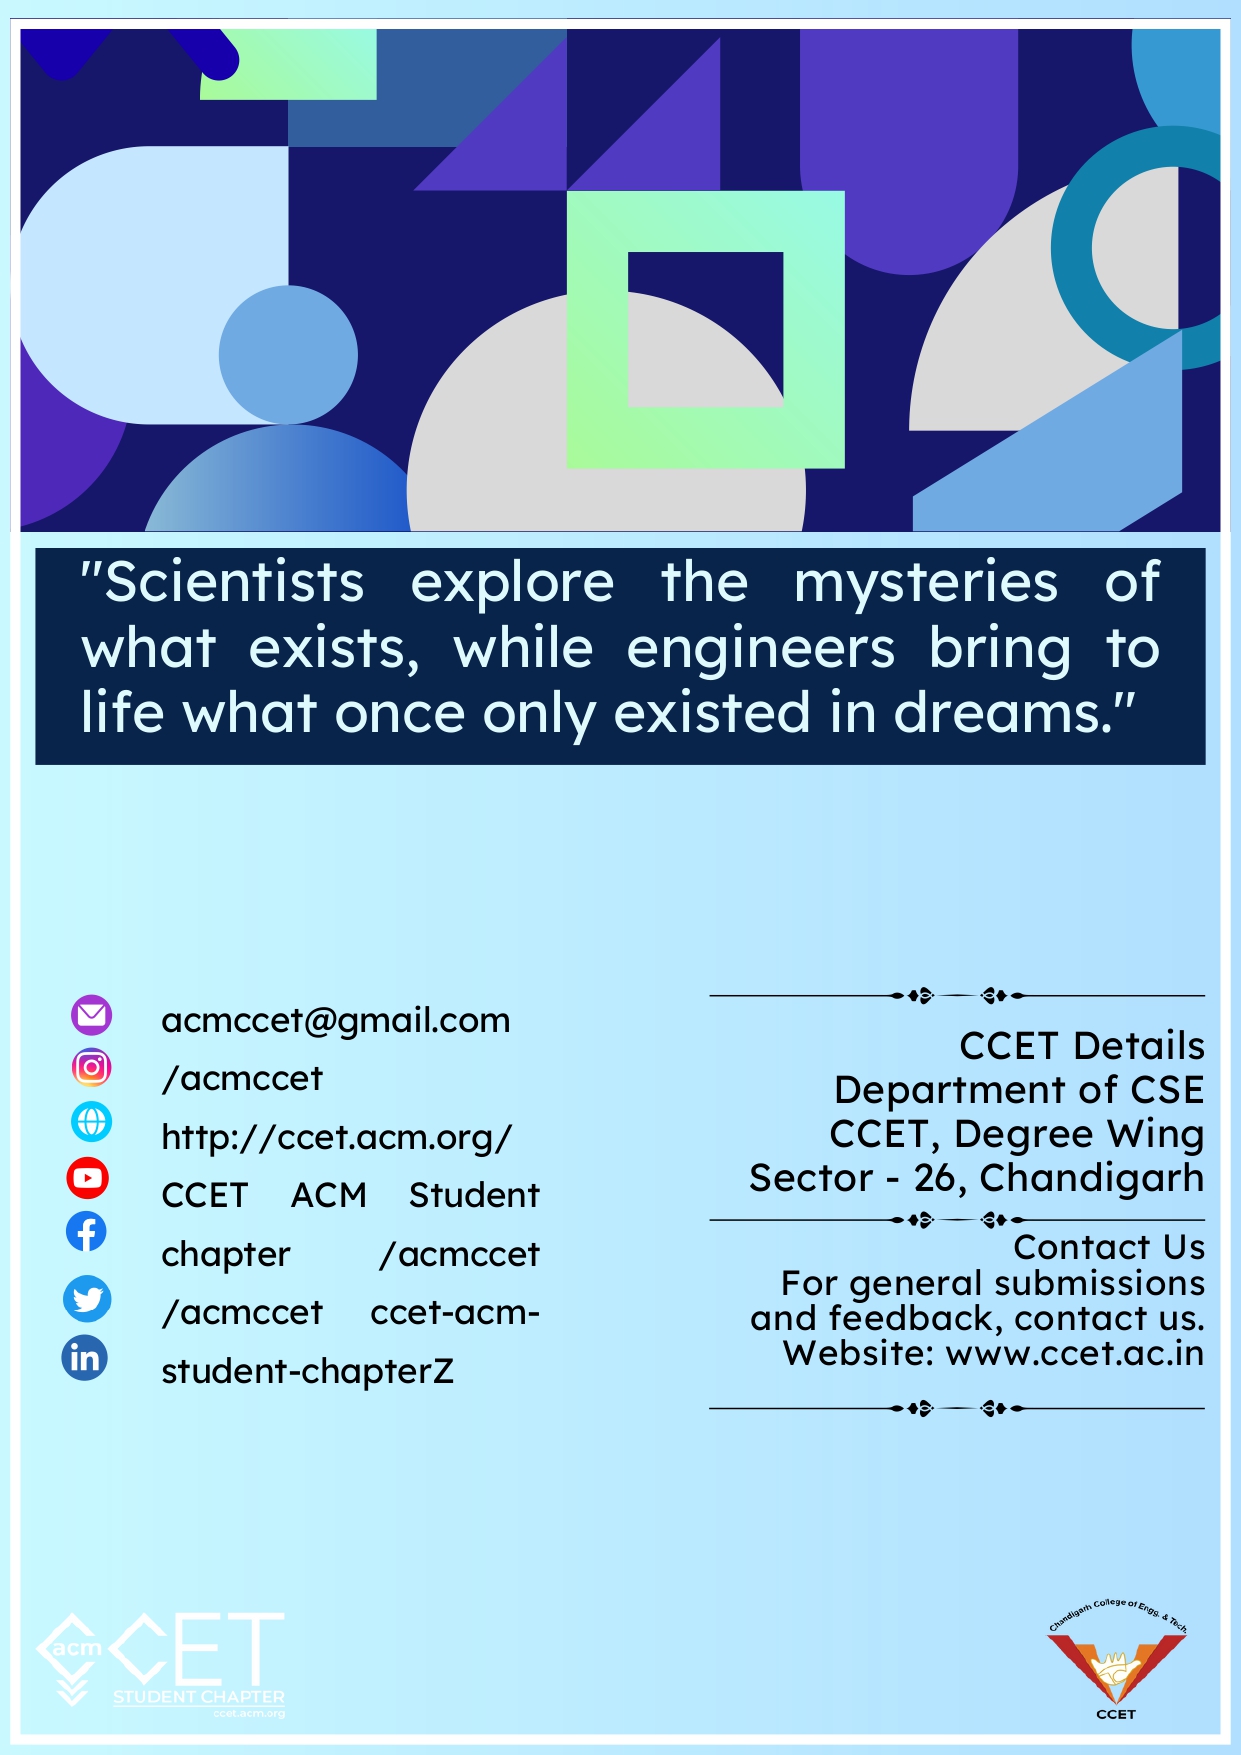 "Scientists explore the mysteries of
what exists, while engineers bring to
life what once only existed in dreams."
acmccet@gmail.com
/acmccet
http://ccet.acm.org/
CCET ACM Student
chapter /acmccet
/acmccet ccet-acm-
student-chapterZ
CCET Details
Department of CSE
CCET, Degree Wing
Sector - 26, Chandigarh
Contact Us
For general submissions
and feedback, contact us.
Website: www.ccet.ac.in
acm CCET
STUDENT CHAPTER
ccet.acm.org
Chandigarh College of Engg. & Tech.
CCET